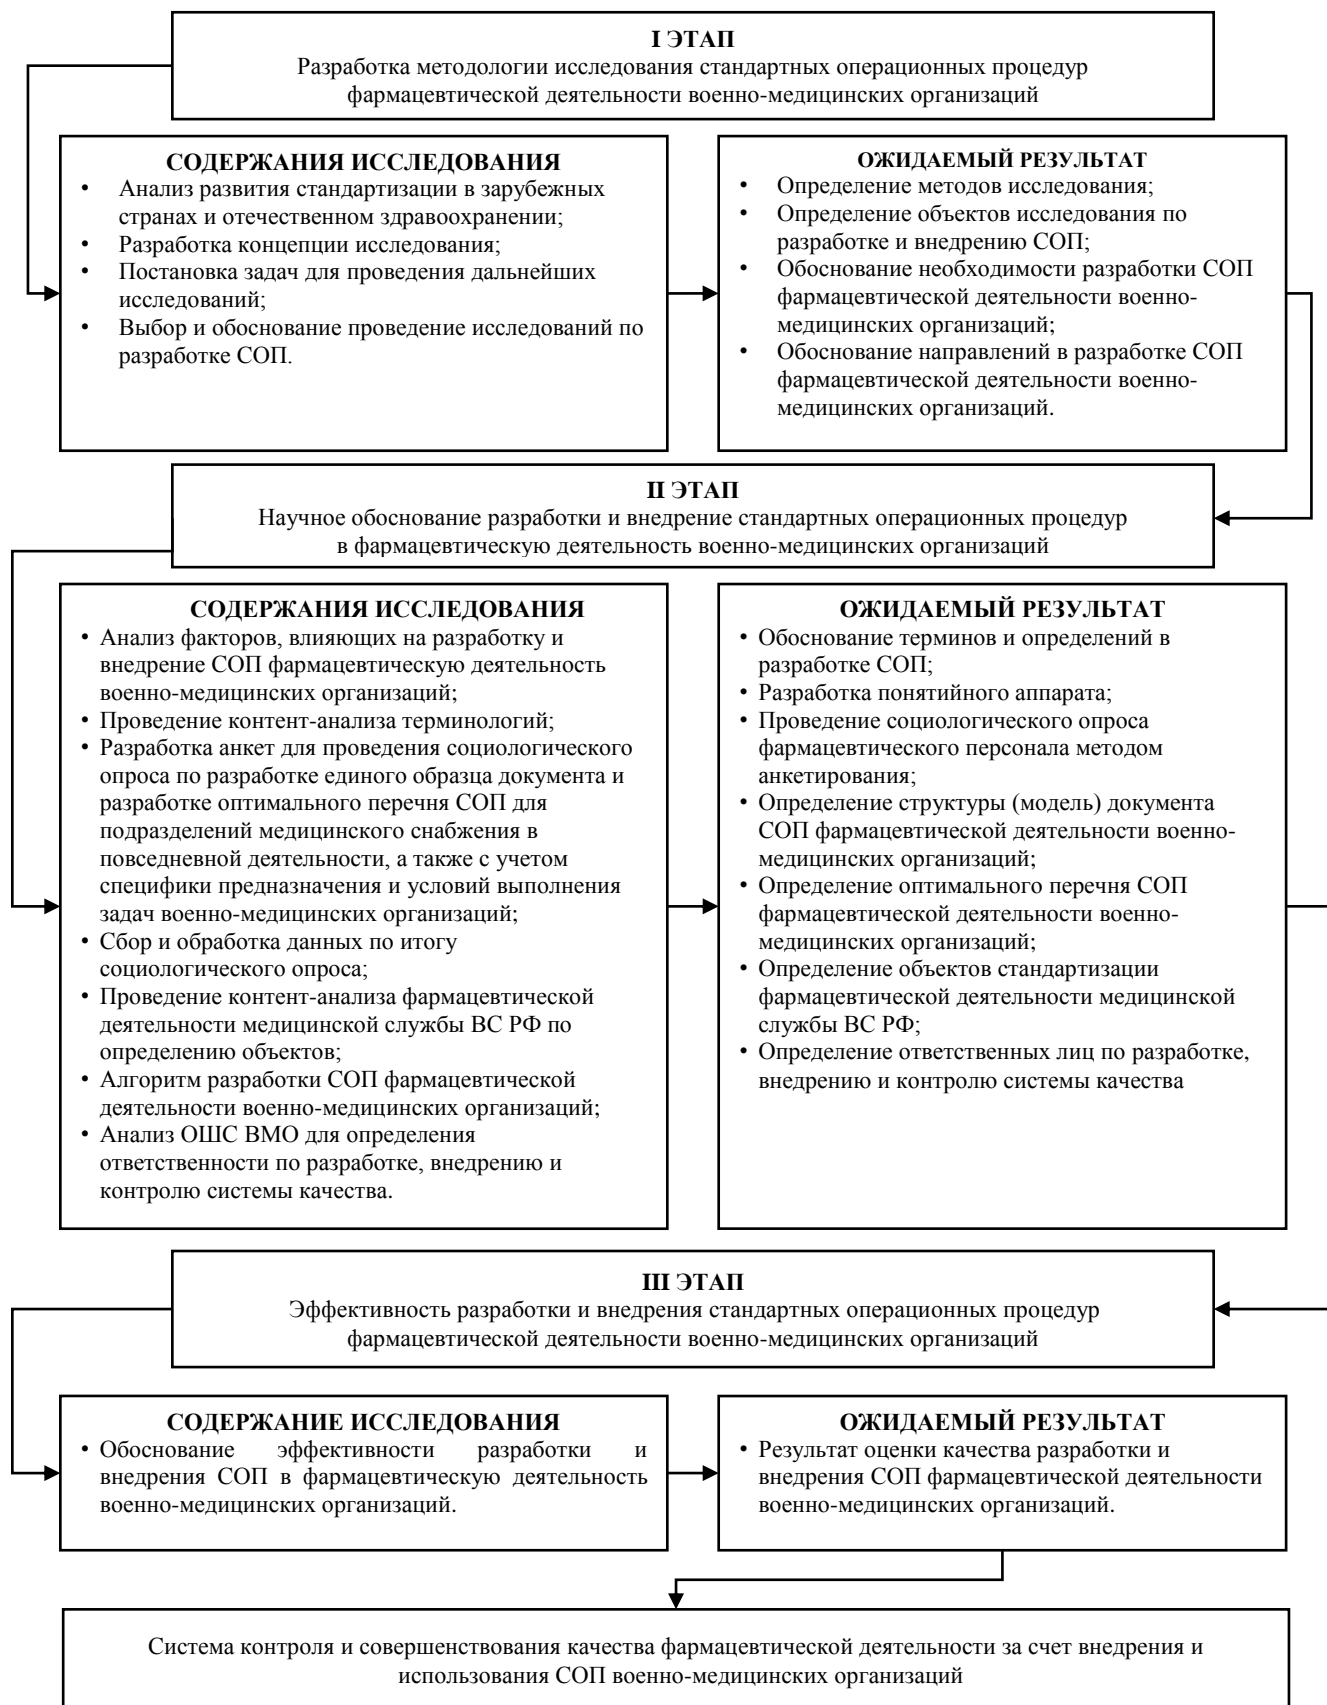 I ЭТАП
Разработка методологии исследования стандартных операционных процедур
фармацевтической деятельности военно-медицинских организаций
СОДЕРЖАНИЯ ИССЛЕДОВАНИЯ
• Анализ развития стандартизации в зарубежных
странах и отечественном здравоохранении;
• Разработка концепции исследования;
• Постановка задач для проведения дальнейших
исследований;
• Выбор и обоснование проведение исследований по
разработке СОП.
ОЖИДАЕМЫЙ РЕЗУЛЬТАТ
• Определение методов исследования;
• Определение объектов исследования по
разработке и внедрению СОП;
• Обоснование необходимости разработки СОП
фармацевтической деятельности военно-
медицинских организаций;
• Обоснование направлений в разработке СОП
фармацевтической деятельности военно-
медицинских организаций.
II ЭТАП
Научное обоснование разработки и внедрение стандартных операционных процедур
в фармацевтическую деятельность военно-медицинских организаций
СОДЕРЖАНИЯ ИССЛЕДОВАНИЯ
• Анализ факторов, влияющих на разработку и
внедрение СОП фармацевтическую деятельность
военно-медицинских организаций;
• Проведение контент-анализа терминологий;
• Разработка анкет для проведения социологического
опроса по разработке единого образца документа и
разработке оптимального перечня СОП для
подразделений медицинского снабжения в
повседневной деятельности, а также с учетом
специфики предназначения и условий выполнения
задач военно-медицинских организаций;
• Сбор и обработка данных по итогу
социологического опроса;
• Проведение контент-анализа фармацевтической
деятельности медицинской службы ВС РФ по
определению объектов;
• Алгоритм разработки СОП фармацевтической
деятельности военно-медицинских организаций;
• Анализ ОШС ВМО для определения
ответственности по разработке, внедрению и
контролю системы качества.
ОЖИДАЕМЫЙ РЕЗУЛЬТАТ
• Обоснование терминов и определений в
разработке СОП;
• Разработка понятийного аппарата;
• Проведение социологического опроса
фармацевтического персонала методом
анкетирования;
• Определение структуры (модель) документа
СОП фармацевтической деятельности военно-
медицинских организаций;
• Определение оптимального перечня СОП
фармацевтической деятельности военно-
медицинских организаций;
• Определение объектов стандартизации
фармацевтической деятельности медицинской
службы ВС РФ;
• Определение ответственных лиц по разработке,
внедрению и контролю системы качества
III ЭТАП
Эффективность разработки и внедрения стандартных операционных процедур
фармацевтической деятельности военно-медицинских организаций
СОДЕРЖАНИЕ ИССЛЕДОВАНИЯ
• Обоснование эффективности разработки и
внедрения СОП в фармацевтическую деятельность
военно-медицинских организаций.
ОЖИДАЕМЫЙ РЕЗУЛЬТАТ
• Результат оценки качества разработки и
внедрения СОП фармацевтической деятельности
военно-медицинских организаций.
Система контроля и совершенствования качества фармацевтической деятельности за счет внедрения и
использования СОП военно-медицинских организаций